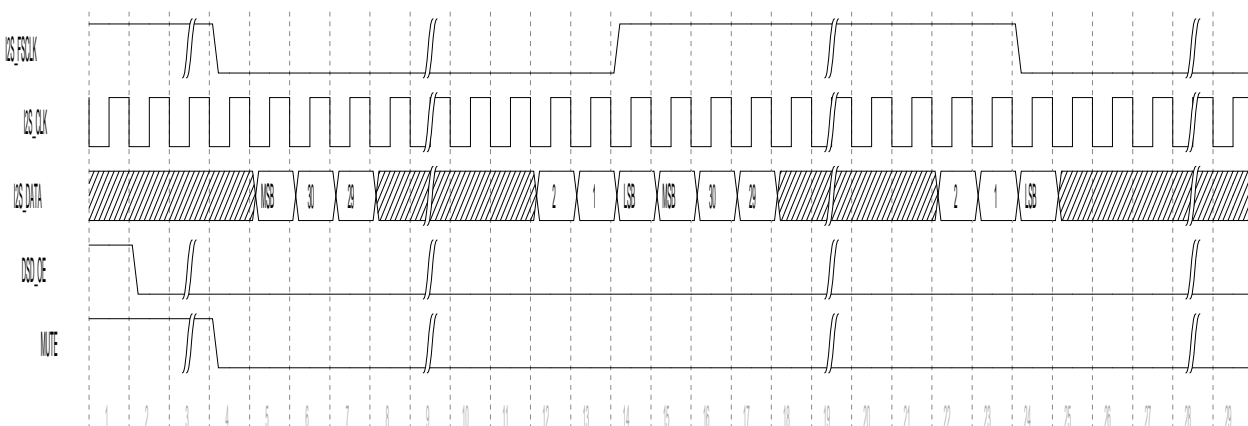 I2S_FSCLK
I2S_CLK
I2S_DATA MSB 30 29 2 1 LSB MSB 30 29 2 1 LSB
DSD_OE
MUTE
1 2 3 4 5 6 7 8 9 10 11 12 13 14 15 16 17 18 19 20 21 22 23 24 25 26 27 28 29